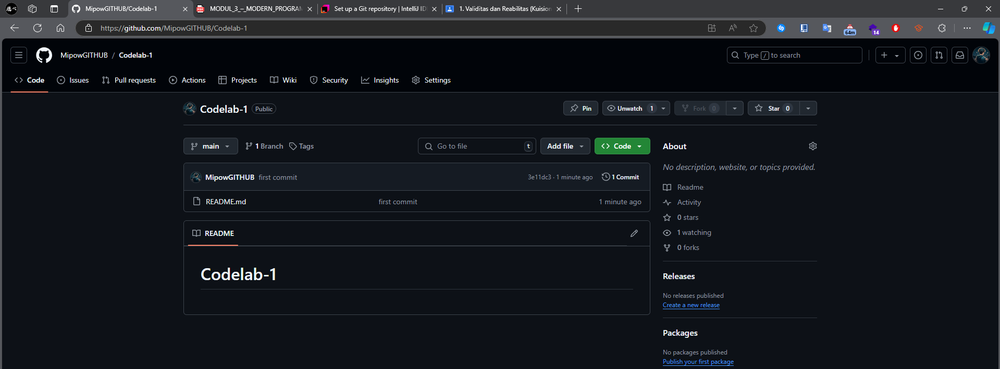 MipowGITHUB/Codelab-1
MODUL_3_–_MODERN_PROGRAM
Set up a Git repository | IntelliJ ID
1. Validitas dan Reabilitas (Kuision
https://github.com/MipowGITHUB/Codelab-1
64m
14
MipowGITHUB / Codelab-1
Type / to search
Code Issues Pull requests Actions Projects Wiki Security Insights Settings
Codelab-1 Public
Pin Unwatch 1 Fork 0 Star 0
main 1 Branch Tags Go to file t Add file Code
MipowGITHUB first commit 3e11dc3 · 1 minute ago 1 Commit
README.md first commit 1 minute ago
README
Codelab-1
About
No description, website, or topics provided.
Readme
Activity
0 stars
1 watching
0 forks
Releases
No releases published
Create a new release
Packages
No packages published
Publish your first package